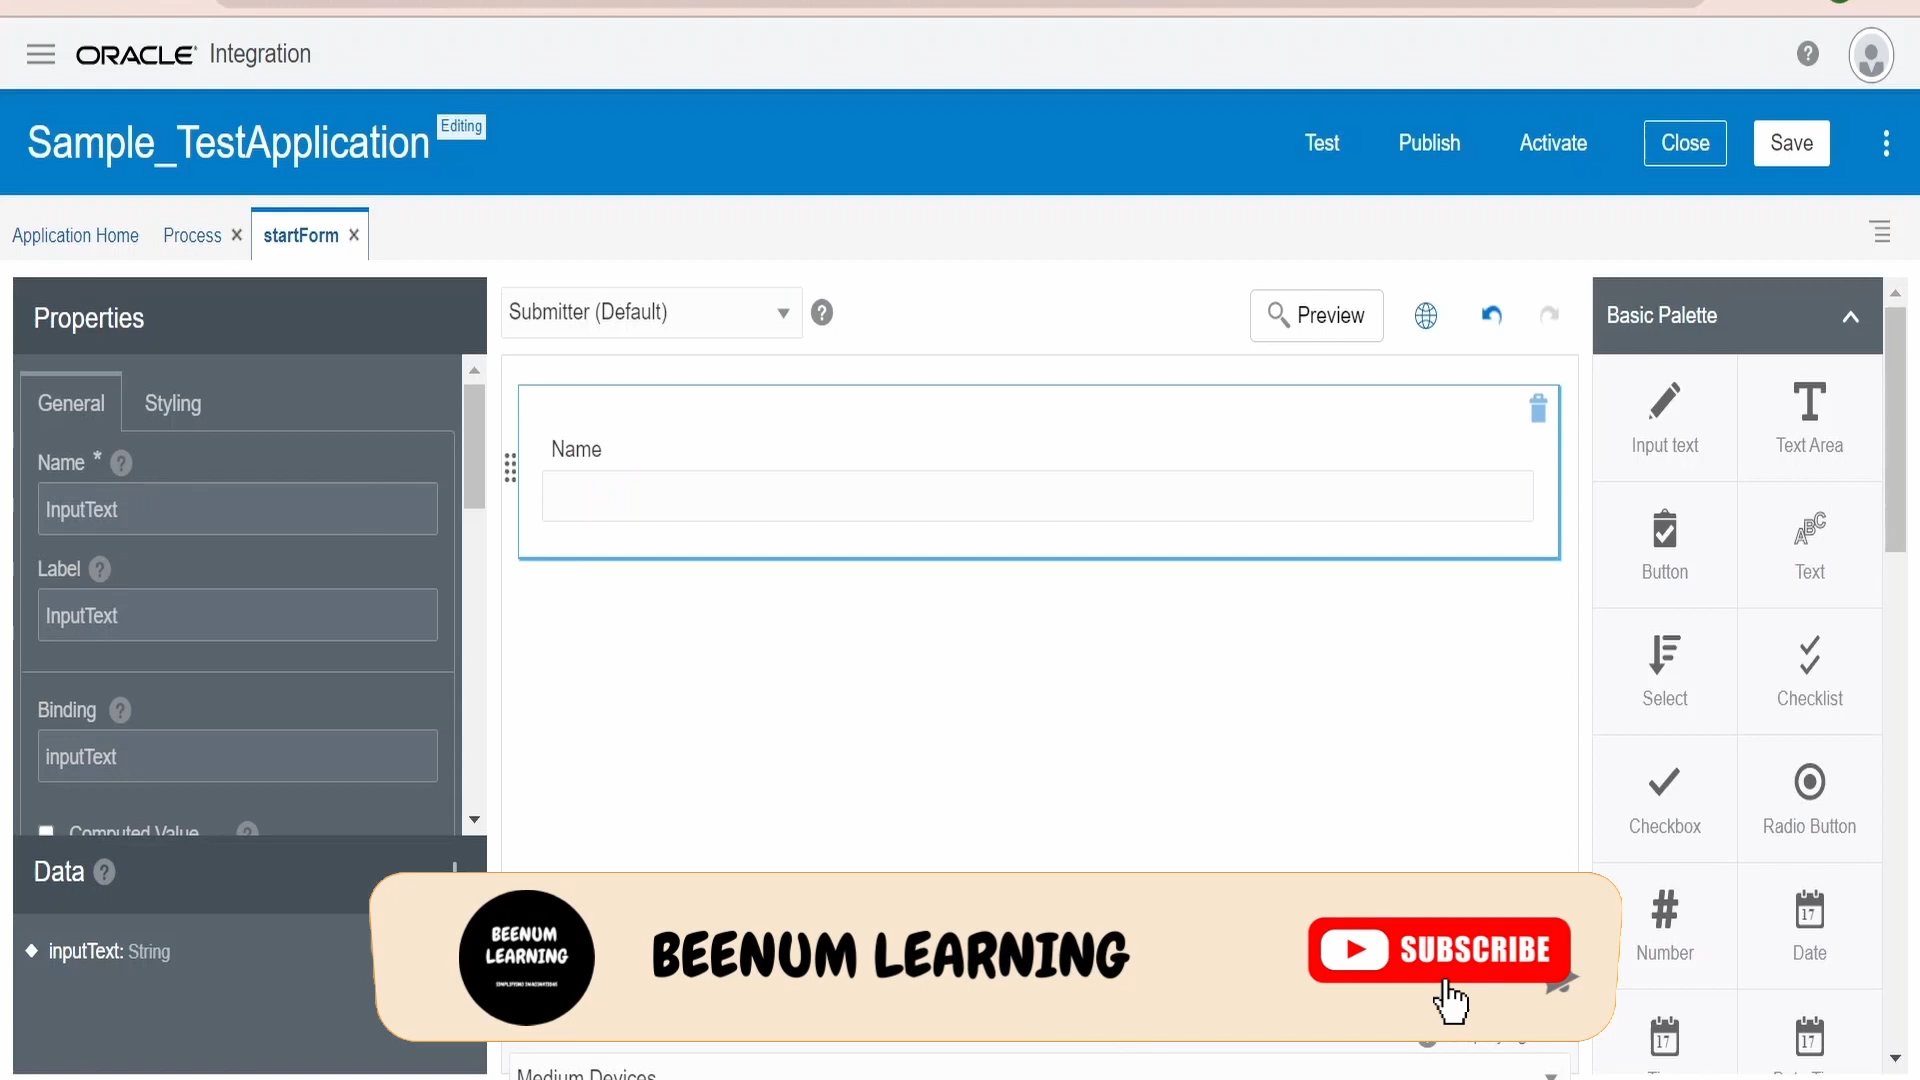 ORACLE Integration
Sample_TestApplication Editing
Test Publish Activate Close Save
Application Home Process startForm
Properties
General Styling
Name *
InputText
Label
InputText
Binding
inputText
Computed Value
Data
inputText: String
Submitter (Default)
Preview
Name
Medium Devices
Basic Palette
Input text Text Area
Button Text
Select Checklist
Checkbox Radio Button
Number Date
BEENUM
LEARNING
BEENUM LEARNING
SUBSCRIBE